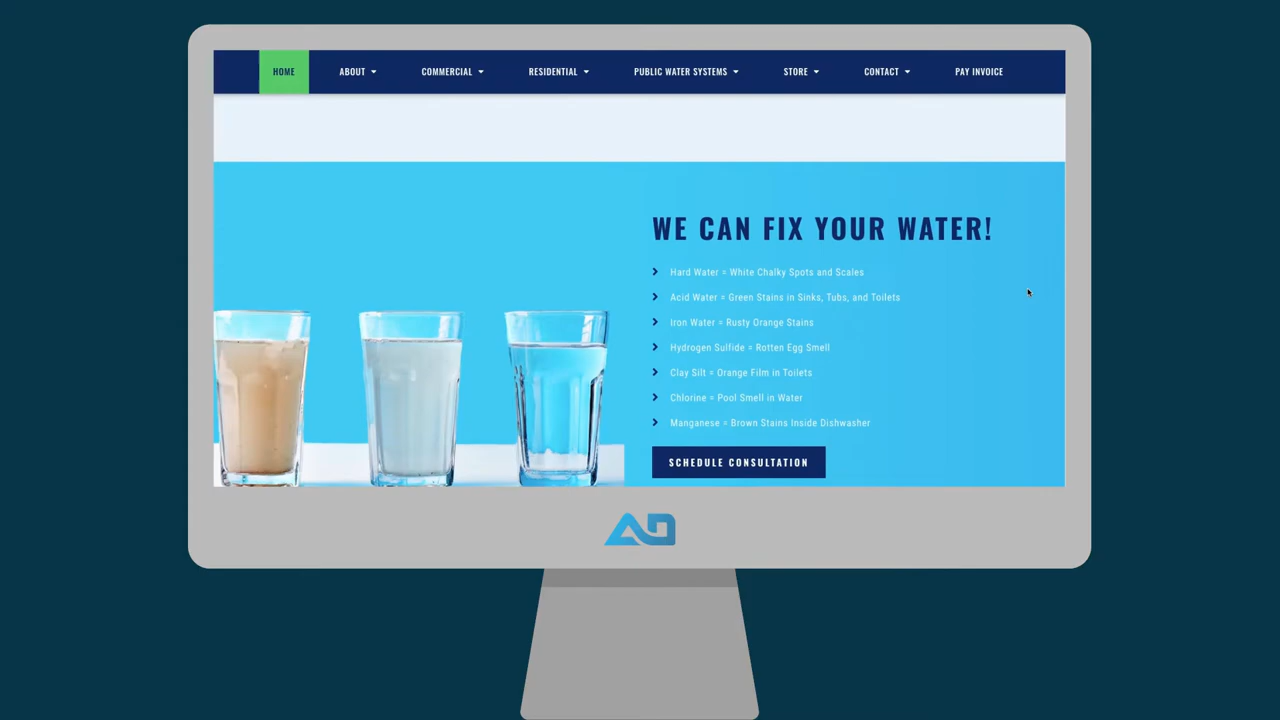 HOME ABOUT COMMERCIAL RESIDENTIAL PUBLIC WATER SYSTEMS STORE CONTACT PAY INVOICE
WE CAN FIX YOUR WATER!
Hard Water = White Chalky Spots and Scales
Acid Water = Green Stains in Sinks, Tubs, and Toilets
Iron Water = Rusty Orange Stains
Hydrogen Sulfide = Rotten Egg Smell
Clay Silt = Orange Film in Toilets
Chlorine = Pool Smell in Water
Manganese = Brown Stains Inside Dishwasher
SCHEDULE CONSULTATION
AD